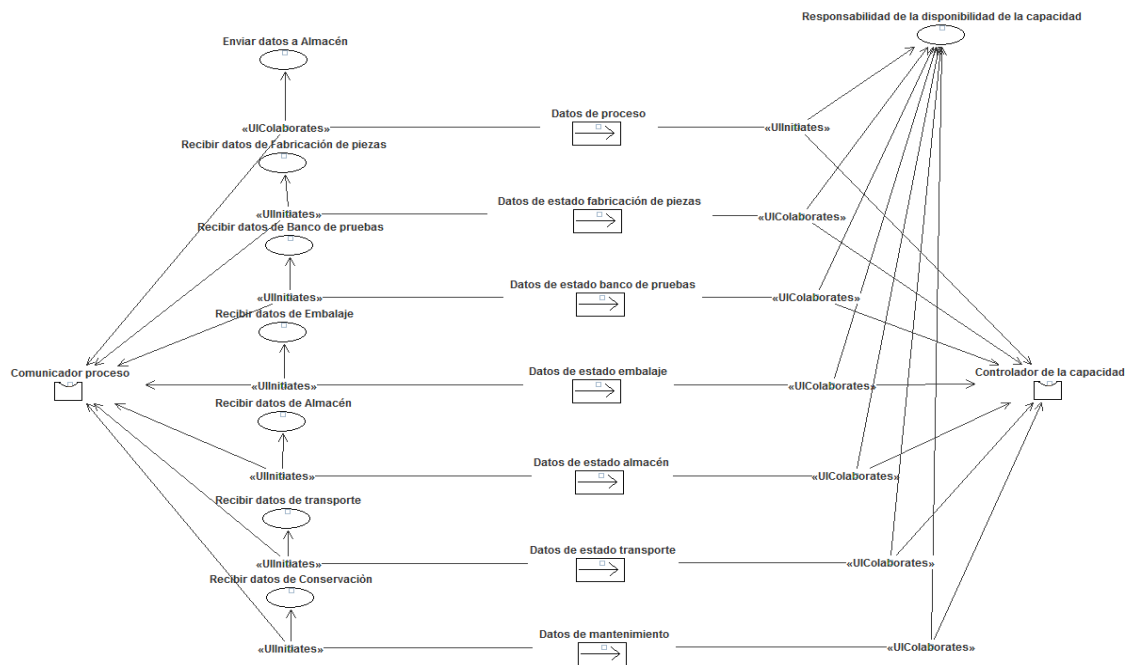 Responsabilidad de la disponibilidad de la capacidad
Enviar datos a Almacén
Datos de proceso
«UIColaborates»
«UIInitiates»
Recibir datos de Fabricación de piezas
Datos de estado fabricación de piezas
«UIInitiates»
«UIColaborates»
Recibir datos de Banco de pruebas
Datos de estado banco de pruebas
«UIInitiates»
«UIColaborates»
Recibir datos de Embalaje
Comunicador proceso
Datos de estado embalaje
Controlador de la capacidad
«UIInitiates»
«UIColaborates»
Recibir datos de Almacén
Datos de estado almacén
«UIInitiates»
«UIColaborates»
Recibir datos de transporte
Datos de estado transporte
«UIInitiates»
«UIColaborates»
Recibir datos de Conservación
Datos de mantenimiento
«UIInitiates»
«UIColaborates»